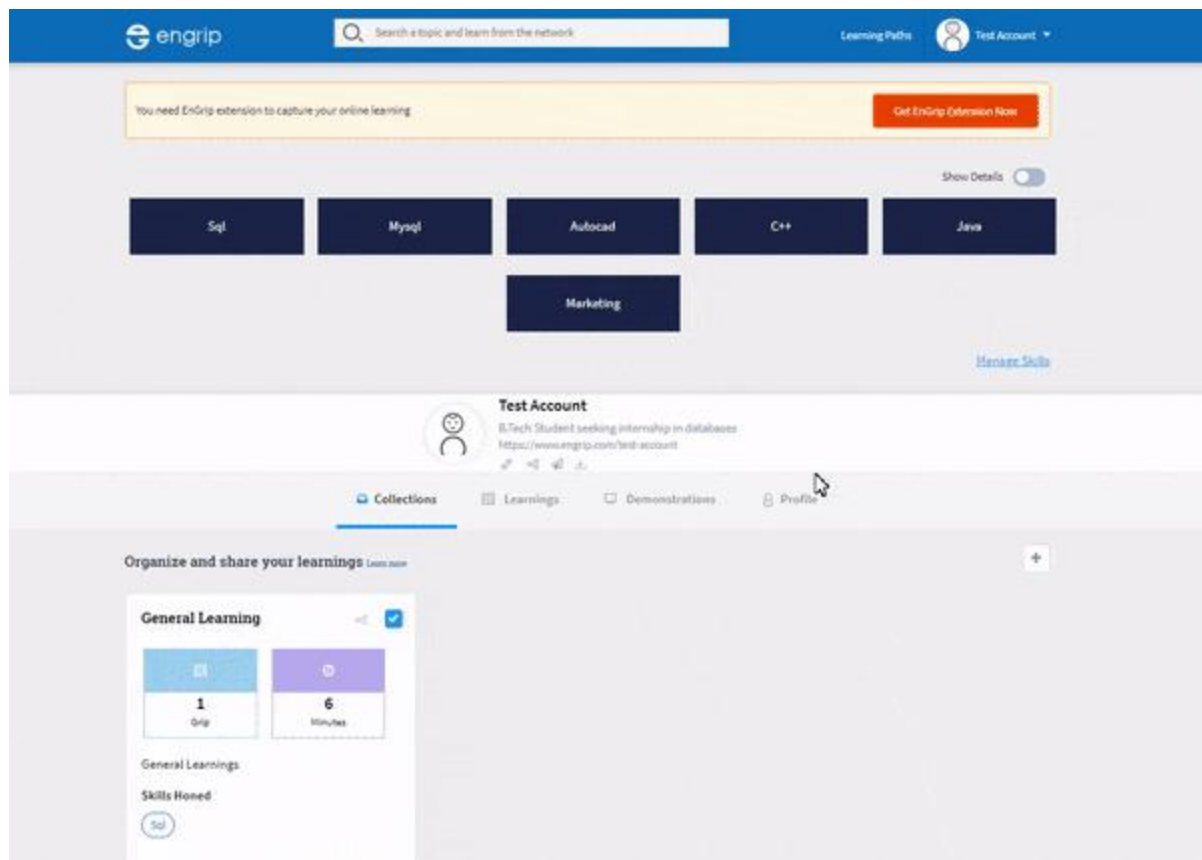 engrip
Search a topic and learn from the network
Learning Paths
Test Account
You need EnGrip extension to capture your online learning
Get EnGrip Extension Now
Show Details
Sql
Mysql
Autocad
C++
Java
Marketing
Manage Skills
Test Account
B.Tech Student seeking internship in databases
https://www.engrip.com/test-account
Collections
Learnings
Demonstrations
Profile
Organize and share your learnings Learn more
General Learning
1
6
Grip
Minutes
General Learnings
Skills Honed
Sql